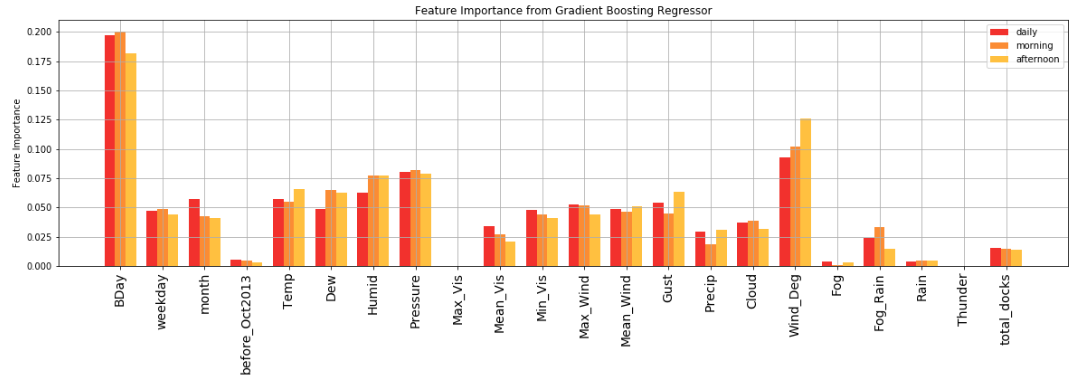 Feature Importance from Gradient Boosting Regressor
daily
morning
afternoon
Feature Importance
0.200
0.175
0.150
0.125
0.100
0.075
0.050
0.025
0.000
BDay
weekday
month
before_Oct2013
Temp
Dew
Humid
Pressure
Max_Vis
Mean_Vis
Min_Vis
Max_Wind
Mean_Wind
Gust
Precip
Cloud
Wind_Deg
Fog
Fog_Rain
Rain
Thunder
total_docks